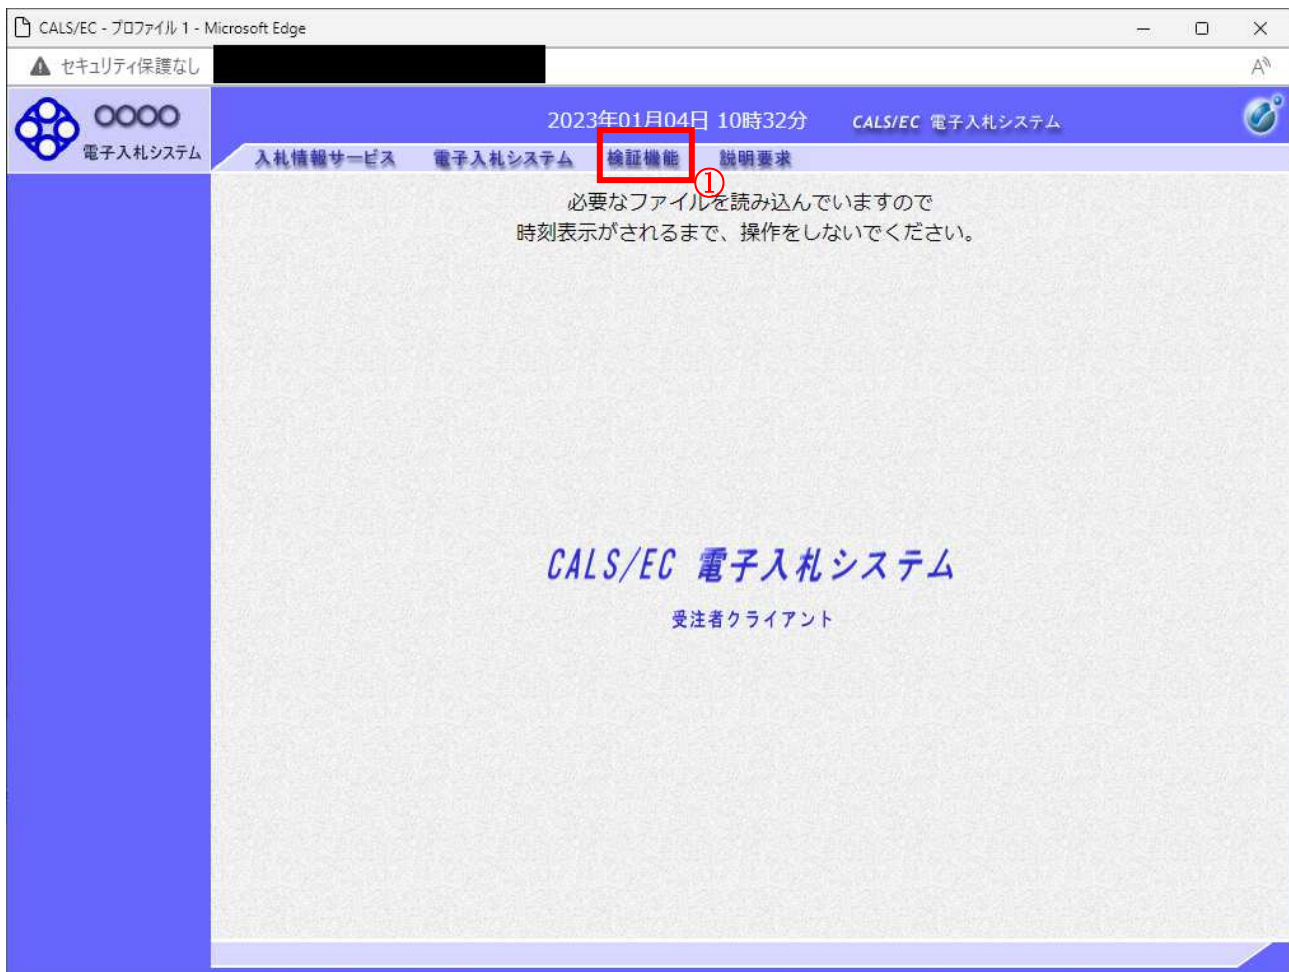 CALS/EC - プロファイル 1 - Microsoft Edge
セキュリティ保護なし
○○○○
電子入札システム
2023年01月04日 10時32分
CALS/EC 電子入札システム
入札情報サービス 電子入札システム 検証機能 説明要求
①
必要なファイルを読み込んでいますので
時刻表示がされるまで、操作をしないでください。
CALS/EC 電子入札システム
受注者クライアント